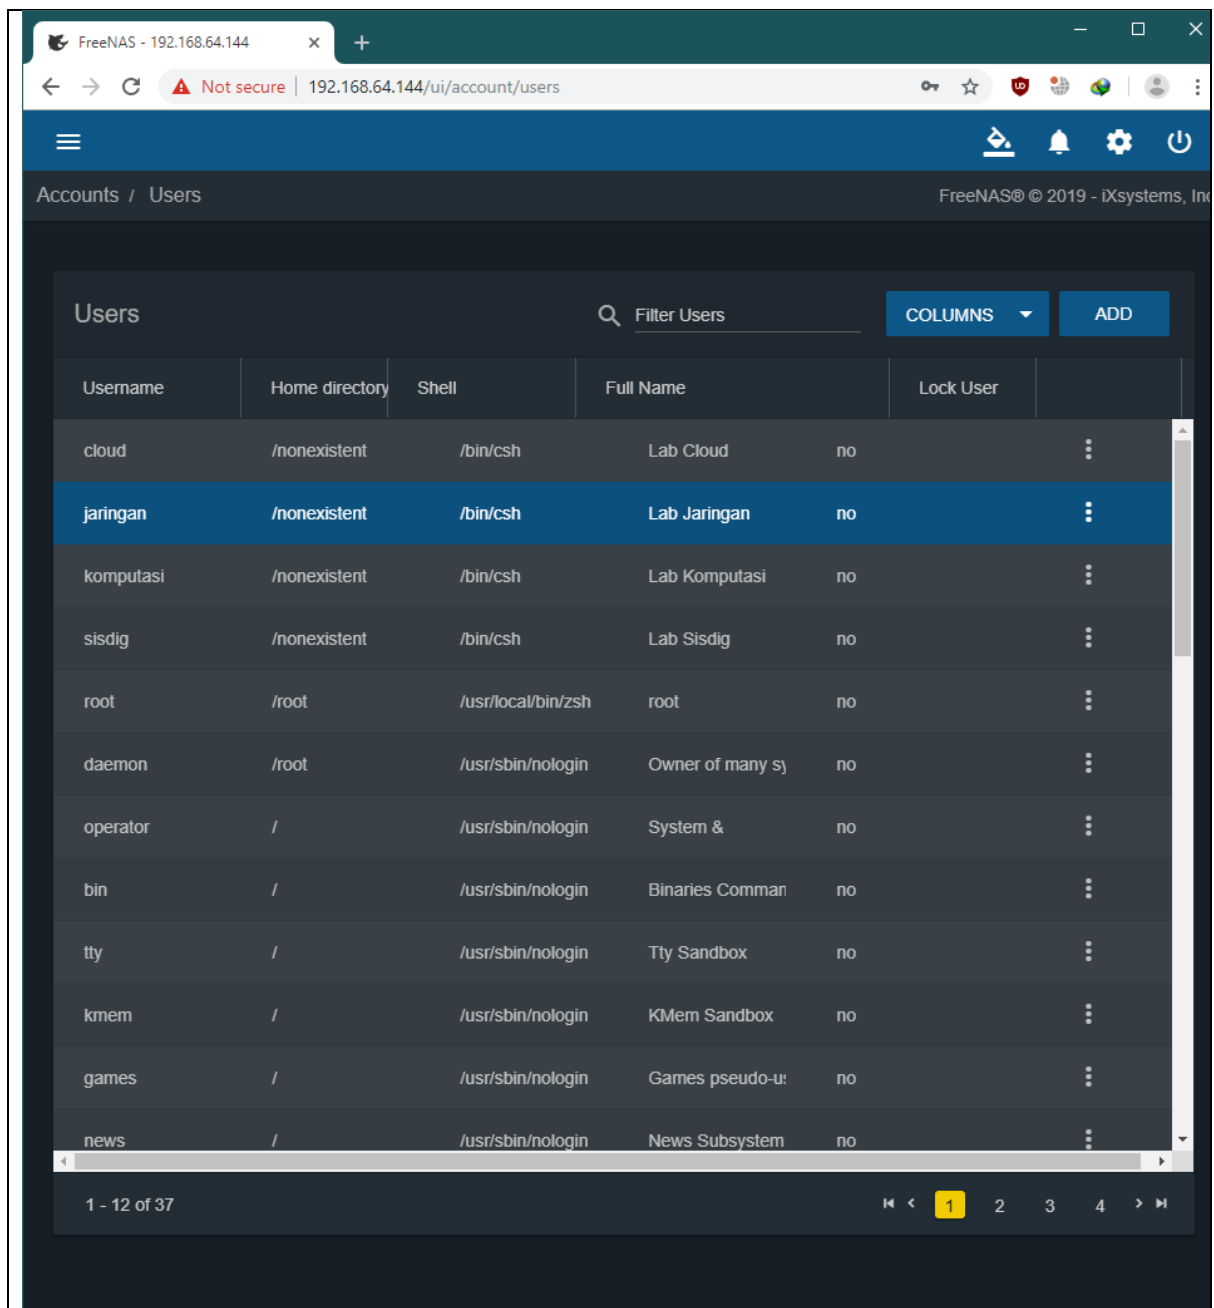 FreeNAS - 192.168.64.144
Not secure | 192.168.64.144/ui/account/users
Accounts / Users
FreeNAS® © 2019 - iXsystems, Inc
Users
Filter Users
COLUMNS
ADD
Username Home directory Shell Full Name Lock User
cloud /nonexistent /bin/csh Lab Cloud no
jaringan /nonexistent /bin/csh Lab Jaringan no
komputasi /nonexistent /bin/csh Lab Komputasi no
sisdig /nonexistent /bin/csh Lab Sisdig no
root /root /usr/local/bin/zsh root no
daemon /root /usr/sbin/nologin Owner of many sy no
operator / /usr/sbin/nologin System & no
bin / /usr/sbin/nologin Binaries Comman no
tty / /usr/sbin/nologin Tty Sandbox no
kmem / /usr/sbin/nologin KMem Sandbox no
games / /usr/sbin/nologin Games pseudo-us no
news / /usr/sbin/nologin News Subsystem no
1 - 12 of 37
1 2 3 4